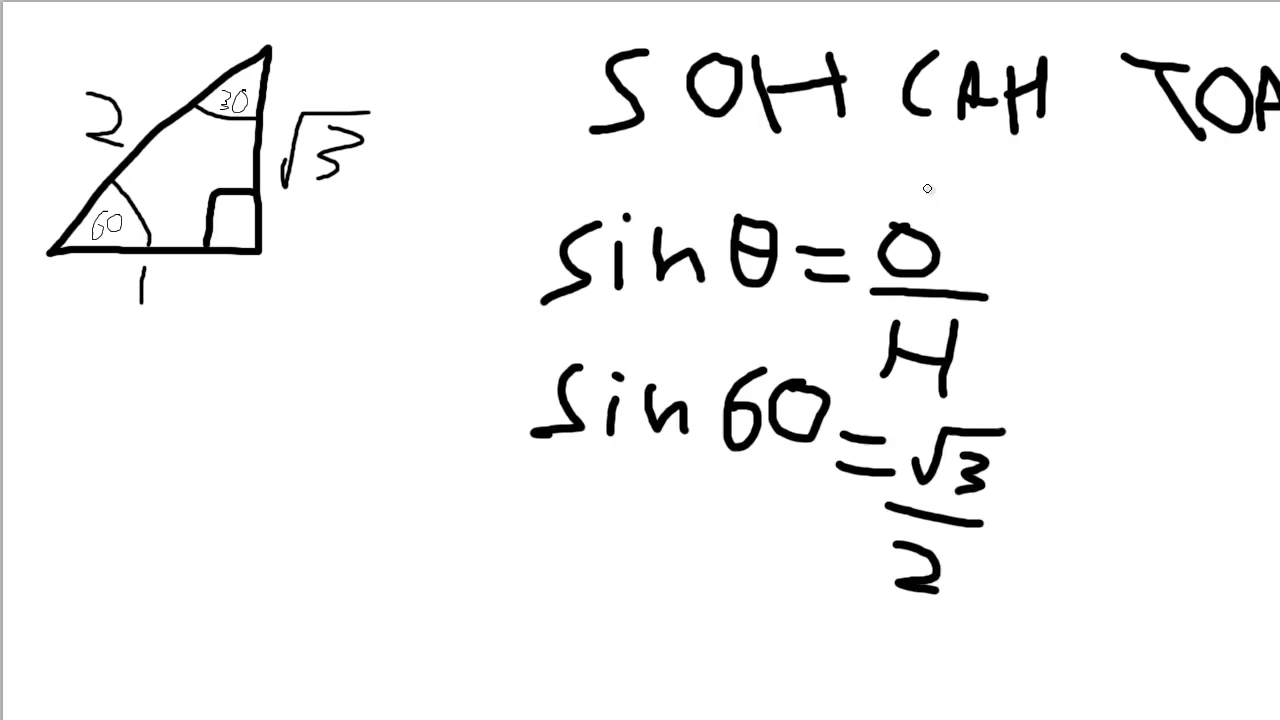 SOH CAH TOA
2
30
√3
60
1
sinθ = O/H
sin60 = √3/2